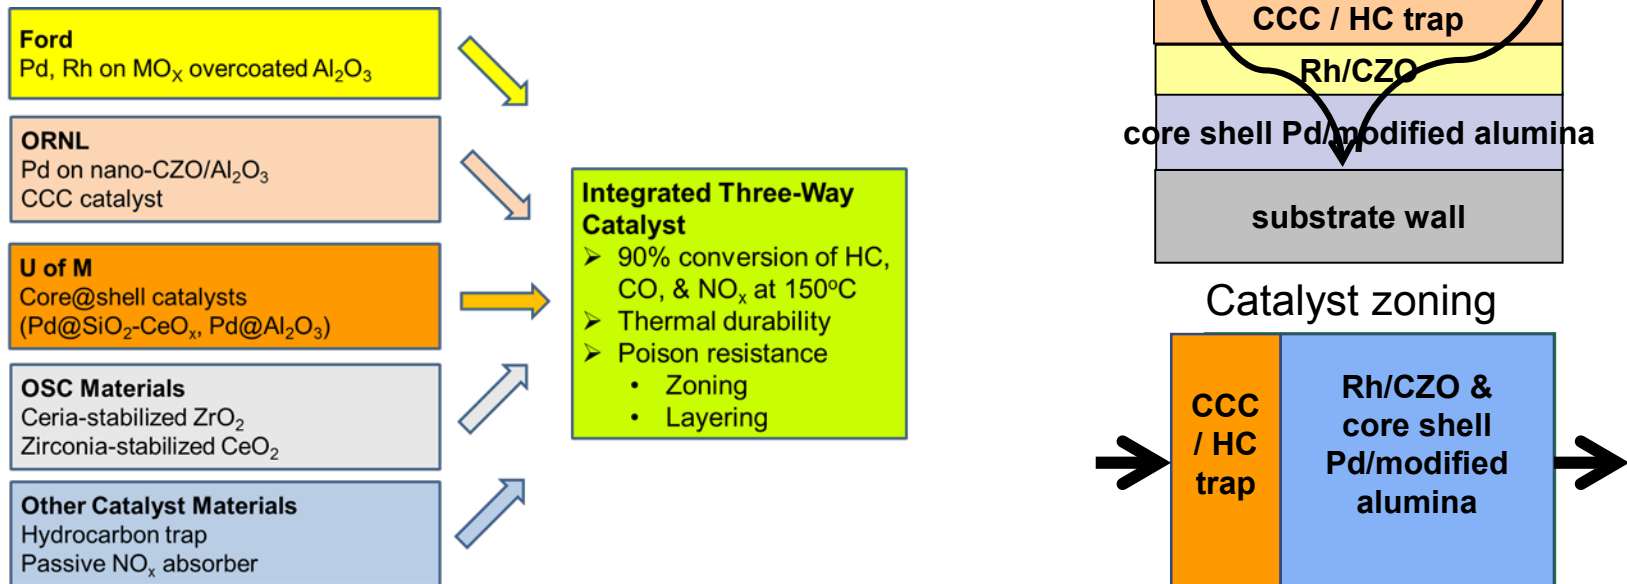 Ford
Pd, Rh on MOₓ overcoated Al₂O₃
ORNL
Pd on nano-CZO/Al₂O₃
CCC catalyst
U of M
Core@shell catalysts
(Pd@SiO₂-CeOₓ, Pd@Al₂O₃)
OSC Materials
Ceria-stabilized ZrO₂
Zirconia-stabilized CeO₂
Other Catalyst Materials
Hydrocarbon trap
Passive NOₓ absorber
Integrated Three-Way
Catalyst
➢ 90% conversion of HC,
CO, & NOₓ at 150ºC
➢ Thermal durability
➢ Poison resistance
• Zoning
• Layering
CCC / HC trap
Rh/CZO
core shell Pd/modified alumina
substrate wall
Catalyst zoning
CCC
/ HC
trap
Rh/CZO &
core shell
Pd/modified
alumina